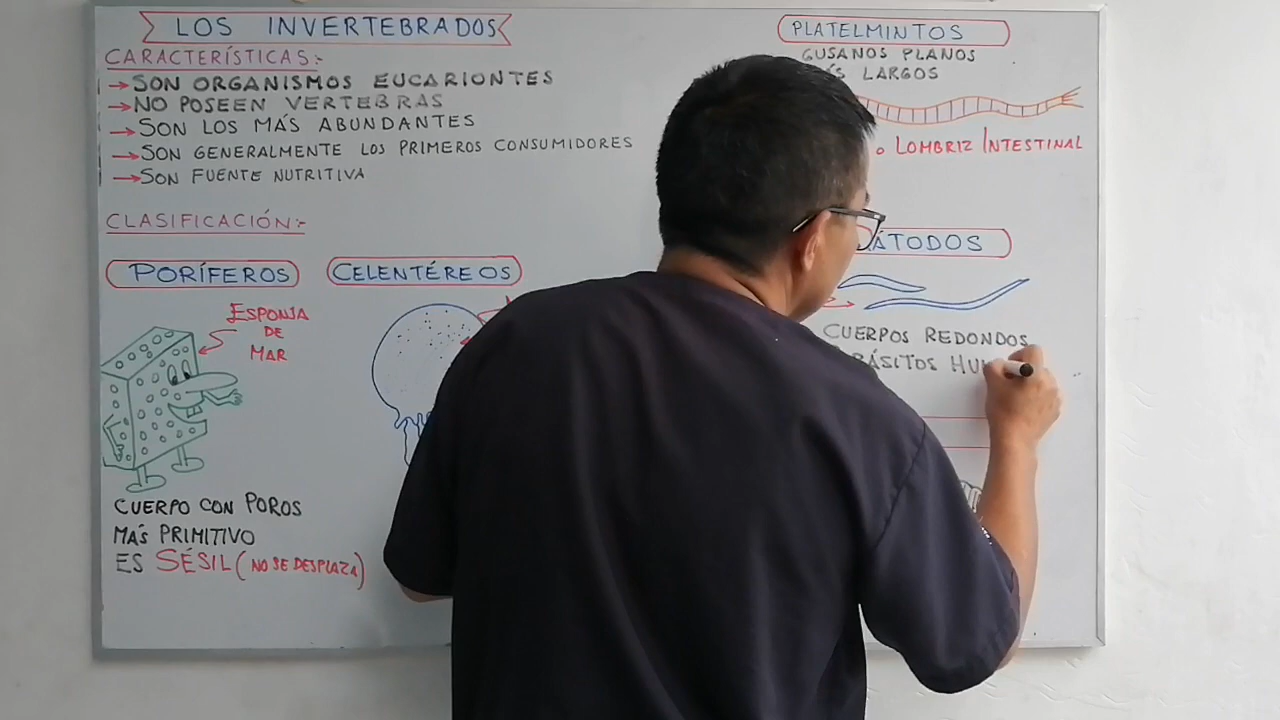 LOS INVERTEBRADOS
CARACTERÍSTICAS:-
→SON ORGANISMOS EUCARIONTES
→NO POSEEN VERTEBRAS
→SON LOS MÁS ABUNDANTES
→SON GENERALMENTE LOS PRIMEROS CONSUMIDORES
→SON FUENTE NUTRITIVA
CLASIFICACIÓN:-
PORÍFEROS
ESPONJA
DE
MAR
CUERPO CON POROS
MÁS PRIMITIVO
ES SÉSIL (NO SE DESPLAZA)
CELENTÉREOS
PLATELMINTOS
GUSANOS PLANOS
LARGOS
LOMBRIZ INTESTINAL
ÁTODOS
CUERPOS REDONDOS